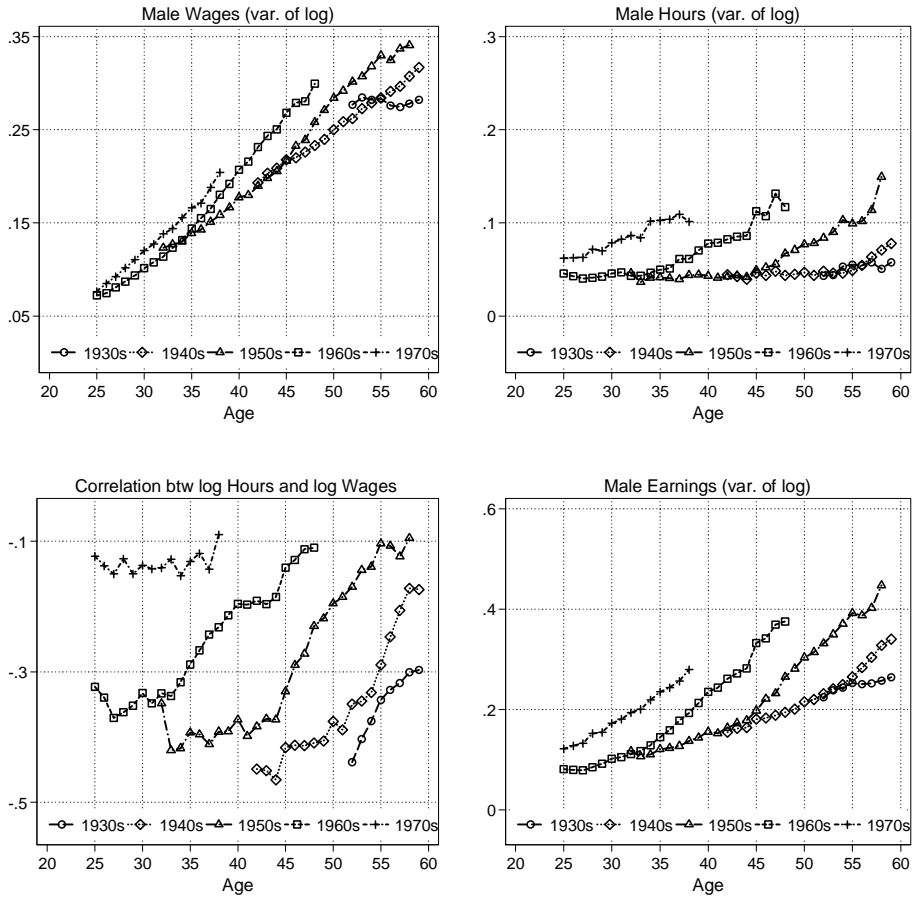 Male Wages (var. of log)
.35
.25
.15
.05
1930s 1940s 1950s 1960s 1970s
20 25 30 35 40 45 50 55 60
Age
Male Hours (var. of log)
.3
.2
.1
0
1930s 1940s 1950s 1960s 1970s
20 25 30 35 40 45 50 55 60
Age
Correlation btw log Hours and log Wages
-.1
-.3
-.5
1930s 1940s 1950s 1960s 1970s
20 25 30 35 40 45 50 55 60
Age
Male Earnings (var. of log)
.6
.4
.2
0
1930s 1940s 1950s 1960s 1970s
20 25 30 35 40 45 50 55 60
Age